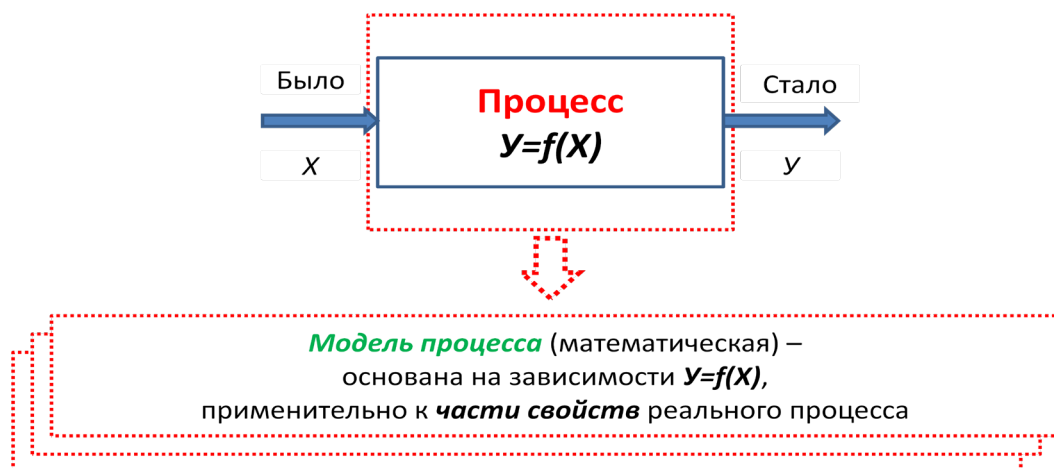 Было
Процесс
Стало
X
У=f(X)
У
Модель процесса (математическая) –
основана на зависимости У=f(X),
применительно к части свойств реального процесса